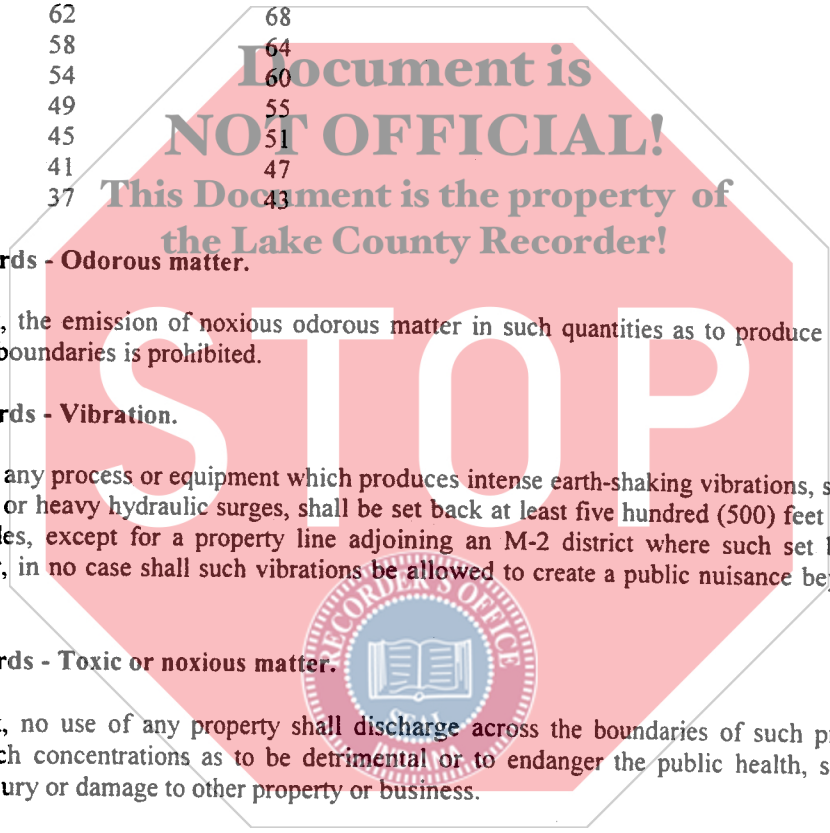 62 68
58 64
54 60
49 55
45 51
41 47
37 43
Document is
NOT OFFICIAL!
This Document is the property of
the Lake County Recorder!
rds - Odorous matter.
, the emission of noxious odorous matter in such quantities as to produce
boundaries is prohibited.
rds - Vibration.
any process or equipment which produces intense earth-shaking vibrations, s
or heavy hydraulic surges, shall be set back at least five hundred (500) feet
les, except for a property line adjoining an M-2 district where such set
, in no case shall such vibrations be allowed to create a public nuisance be
STOP
rds - Toxic or noxious matter.
, no use of any property shall discharge across the boundaries of such p
ch concentrations as to be detrimental or to endanger the public health, s
ury or damage to other property or business.
RECORDER'S OFFICE
SEAL
INDIANA